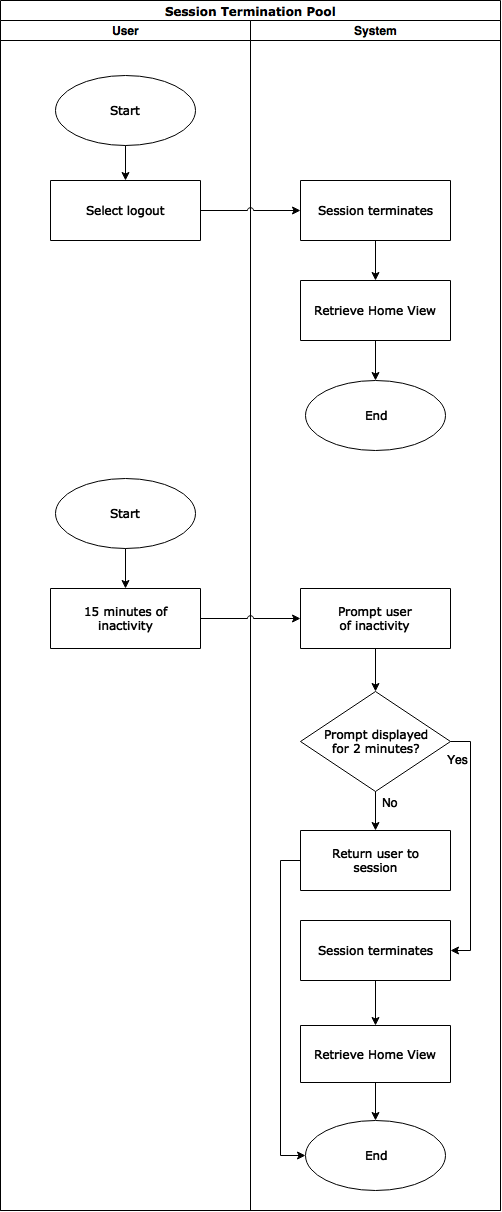 Session Termination Pool
User
System
Start
Select logout
Session terminates
Retrieve Home View
End
Start
15 minutes of
inactivity
Prompt user
of inactivity
Prompt displayed
for 2 minutes?
Yes
No
Return user to
session
Session terminates
Retrieve Home View
End